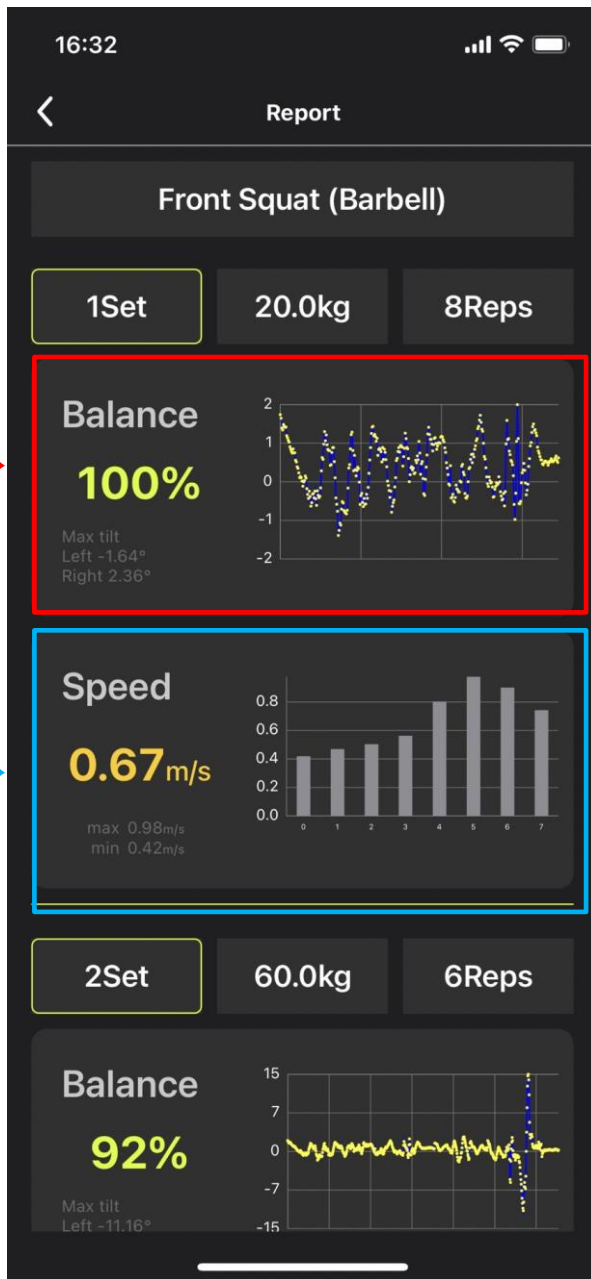 16:32
Report
Front Squat (Barbell)
1Set 20.0kg 8Reps
Balance
100%
Max tilt
Left -1.64°
Right 2.36°
2
1
0
-1
-2
Speed
0.67m/s
max 0.98m/s
min 0.42m/s
0.8
0.6
0.4
0.2
0.0
0 1 2 3 4 5 6 7
2Set 60.0kg 6Reps
Balance
92%
Max tilt
Left -11.16°
15
7
0
-7
-15